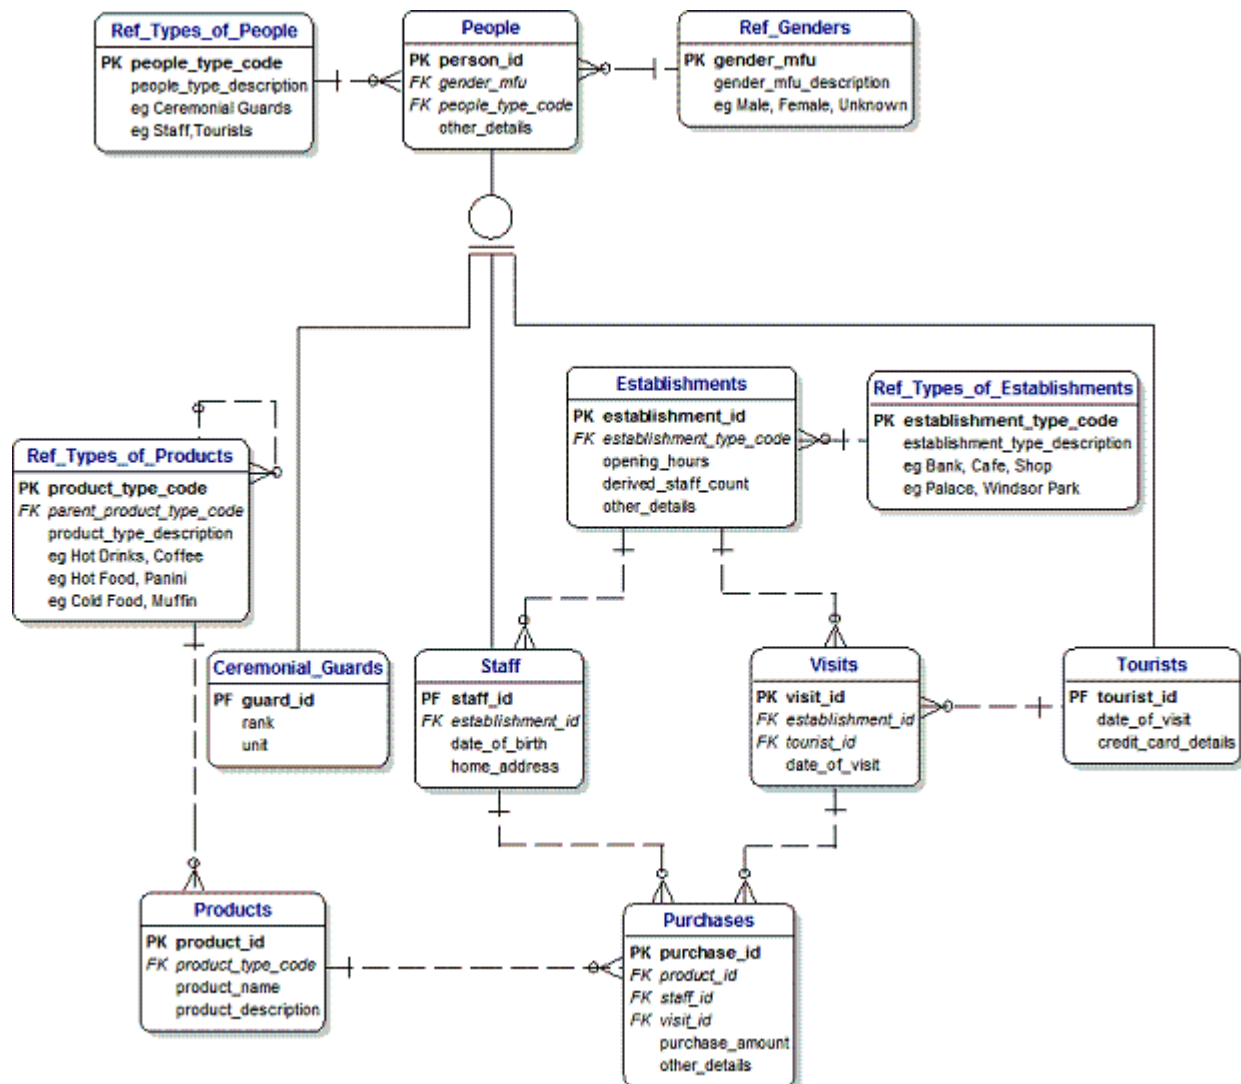 Ref_Types_of_People
PK people_type_code
people_type_description
eg Ceremonial Guards
eg Staff,Tourists
People
PK person_id
FK gender_mfu
FK people_type_code
other_details
Ref_Genders
PK gender_mfu
gender_mfu_description
eg Male, Female, Unknown
Establishments
PK establishment_id
FK establishment_type_code
opening_hours
derived_staff_count
other_details
Ref_Types_of_Establishments
PK establishment_type_code
establishment_type_description
eg Bank, Cafe, Shop
eg Palace, Windsor Park
Ref_Types_of_Products
PK product_type_code
FK parent_product_type_code
product_type_description
eg Hot Drinks, Coffee
eg Hot Food, Panini
eg Cold Food, Muffin
Ceremonial_Guards
PF guard_id
rank
unit
Staff
PF staff_id
FK establishment_id
date_of_birth
home_address
Visits
PK visit_id
FK establishment_id
FK tourist_id
date_of_visit
Tourists
PF tourist_id
date_of_visit
credit_card_details
Products
PK product_id
FK product_type_code
product_name
product_description
Purchases
PK purchase_id
FK product_id
FK staff_id
FK visit_id
purchase_amount
other_details